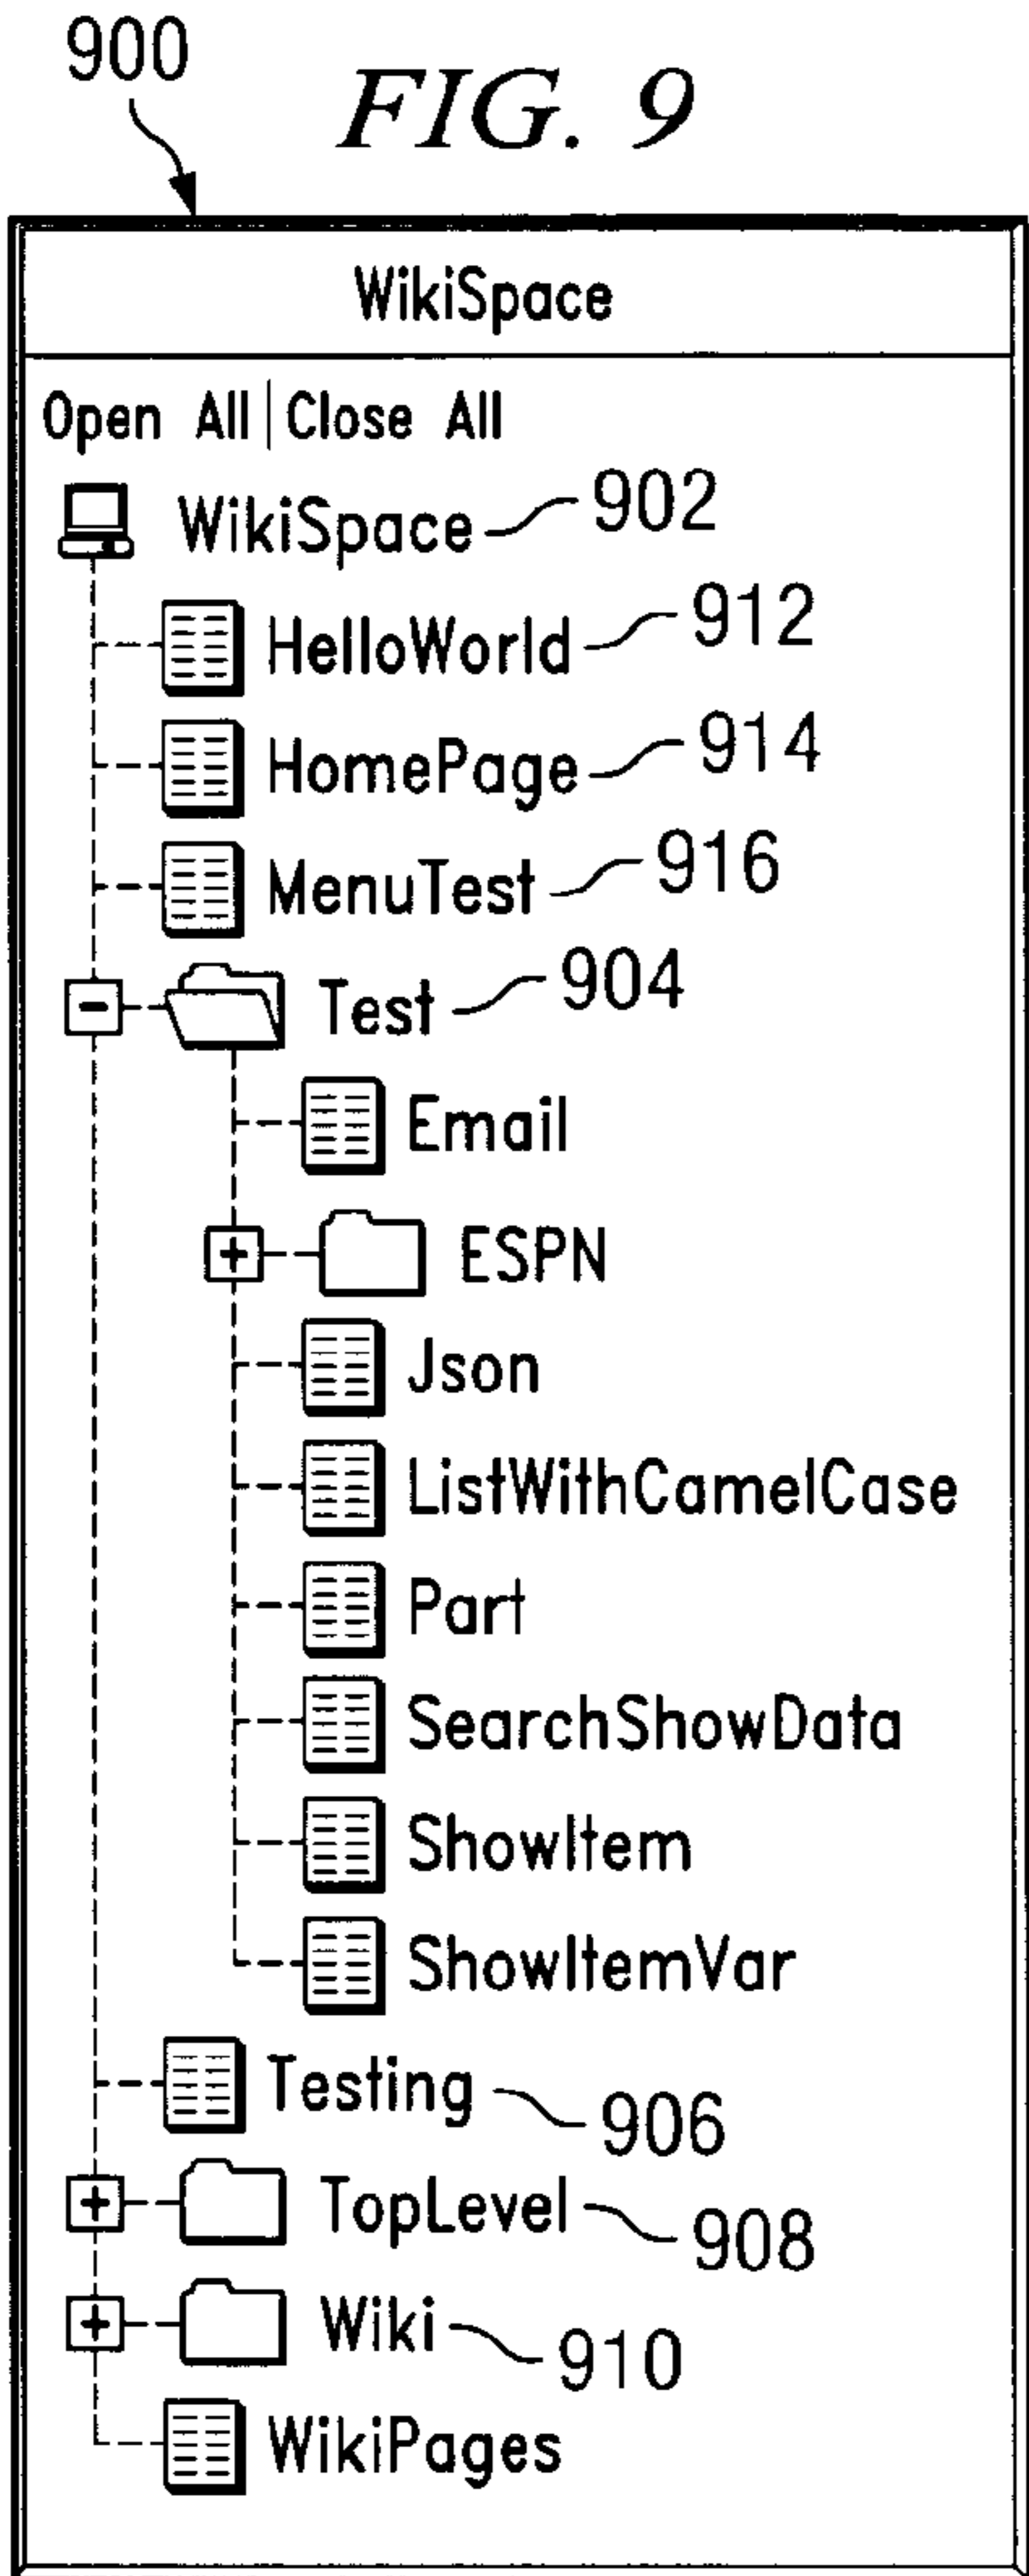 900
FIG. 9
WikiSpace
Open All | Close All
WikiSpace 902
HelloWorld 912
HomePage 914
MenuTest 916
- Test 904
Email
+ ESPN
Json
ListWithCamelCase
Part
SearchShowData
ShowItem
ShowItemVar
Testing 906
+ TopLevel 908
+ Wiki 910
WikiPages